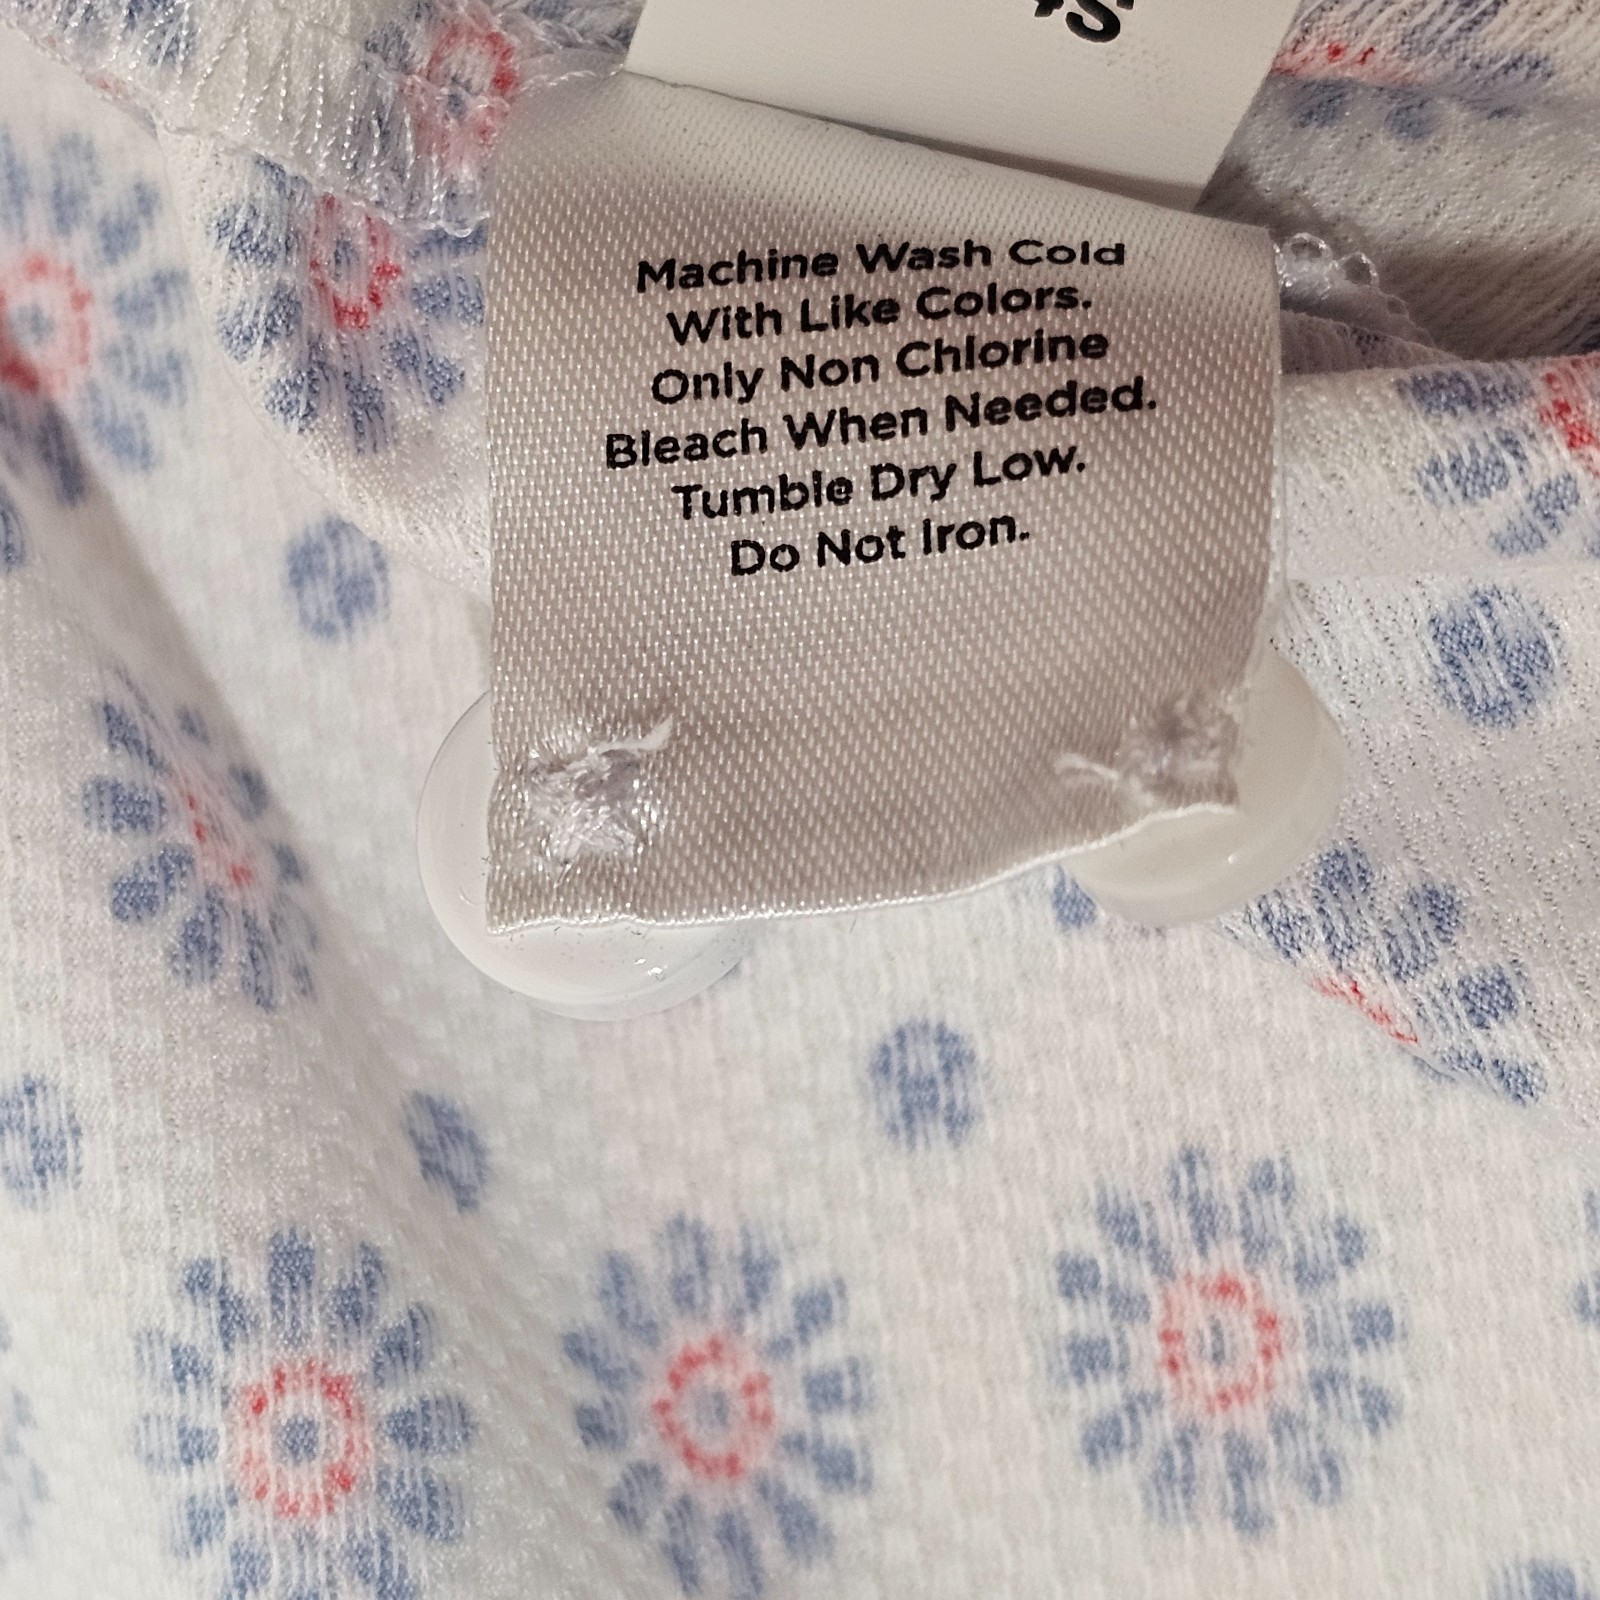 Machine Wash Cold
With Like Colors.
Only Non Chlorine
Bleach When Needed.
Tumble Dry Low.
Do Not Iron.